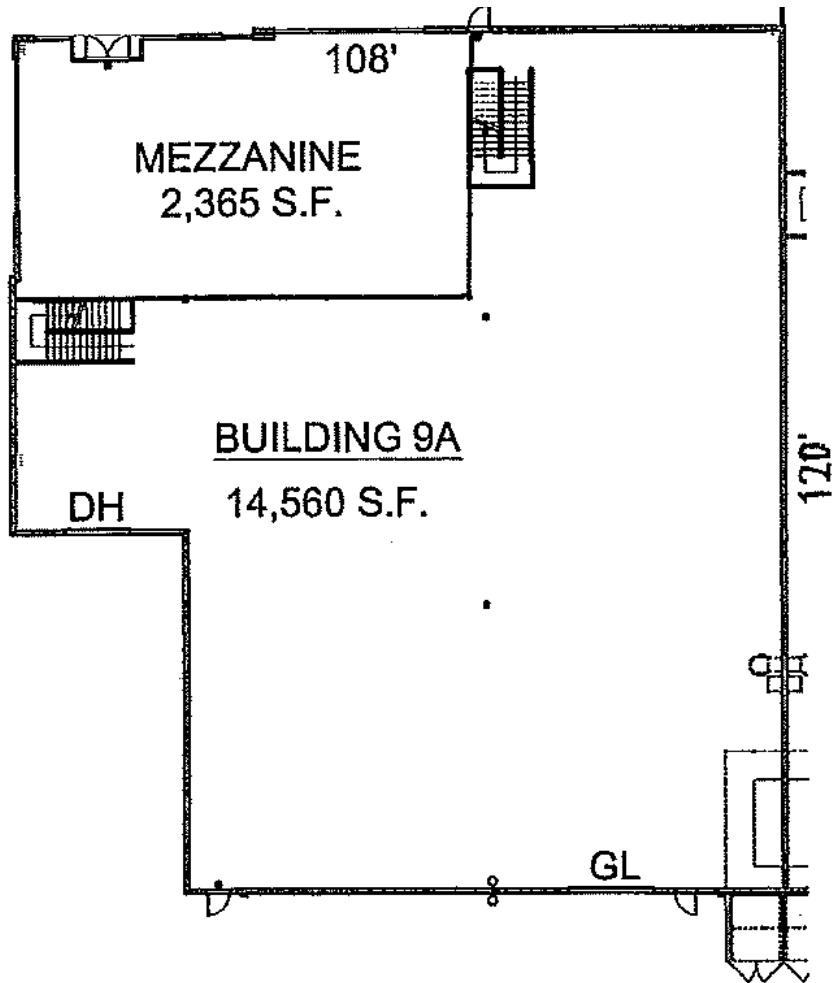 108'
MEZZANINE
2,365 S.F.
BUILDING 9A
14,560 S.F.
120'
DH
GL